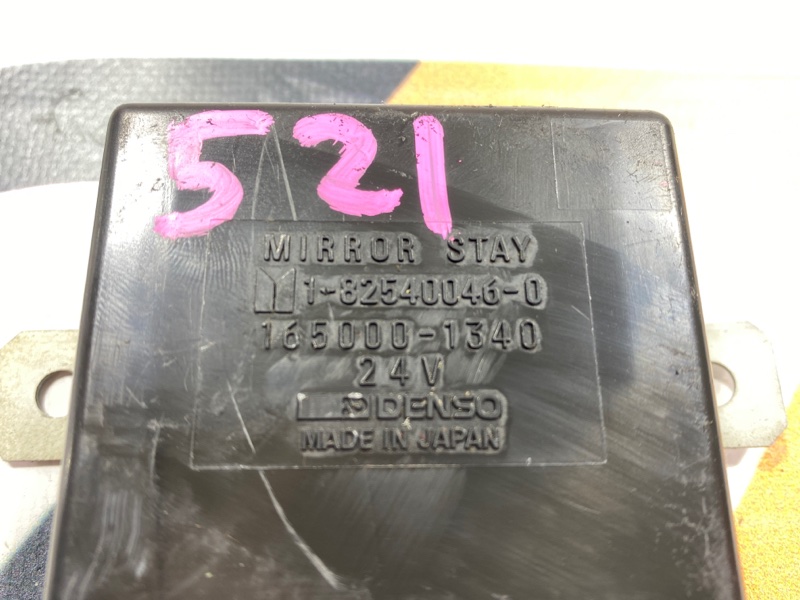 521
MIRROR STAY
1-82540046-0
165000-1340
24V
DENSO
MADE IN JAPAN